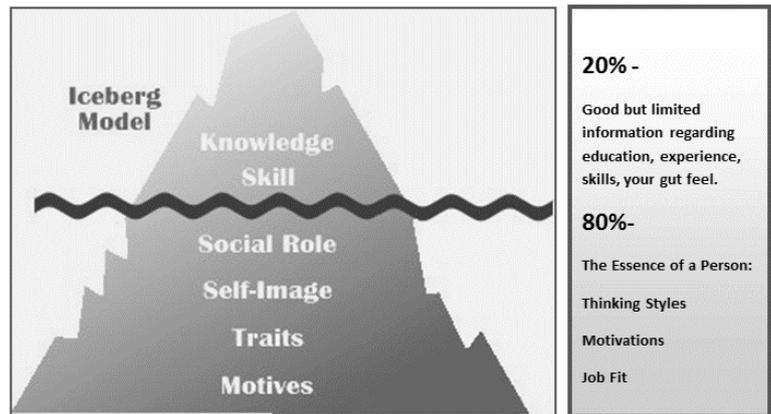 Iceberg
Model
Knowledge
Skill
Social Role
Self-Image
Traits
Motives
20% -
Good but limited
information regarding
education, experience,
skills, your gut feel.
80%-
The Essence of a Person:
Thinking Styles
Motivations
Job Fit